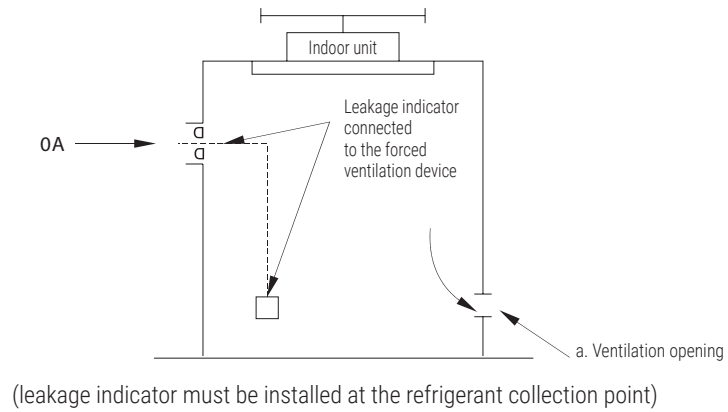 Indoor unit
Leakage indicator
connected
to the forced
ventilation device
0A
a. Ventilation opening
(leakage indicator must be installed at the refrigerant collection point)